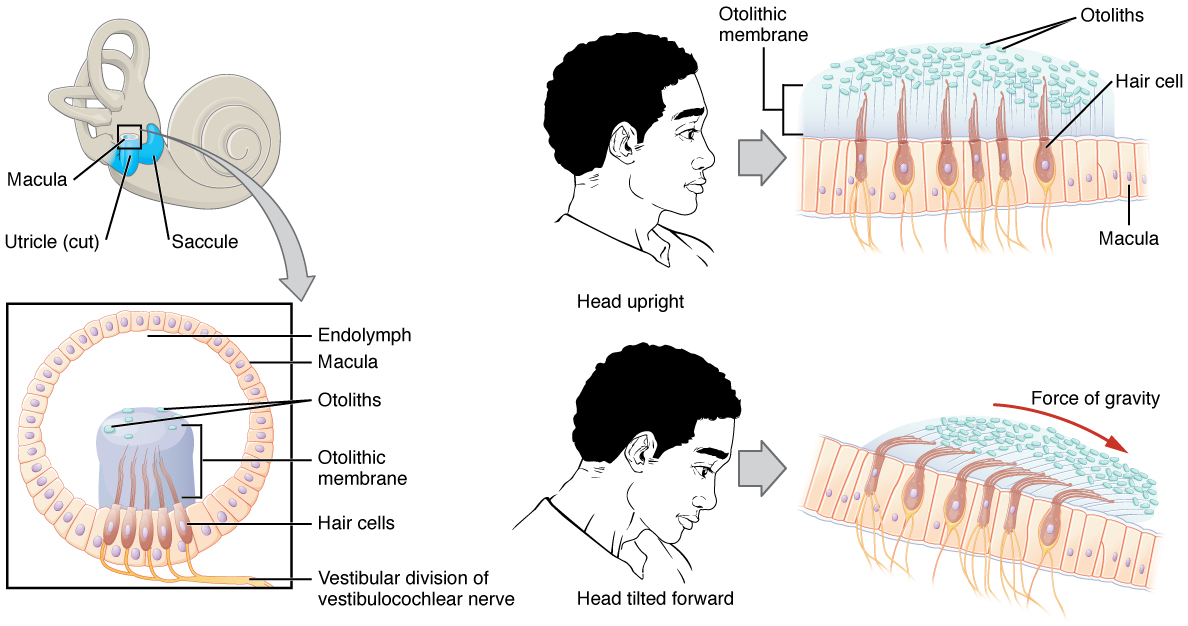 Macula
Utricle (cut)
Saccule
Endolymph
Macula
Otoliths
Otolithic
membrane
Hair cells
Vestibular division of
vestibulocochlear nerve
Otolithic
membrane
Otoliths
Hair cell
Macula
Head upright
Force of gravity
Head tilted forward